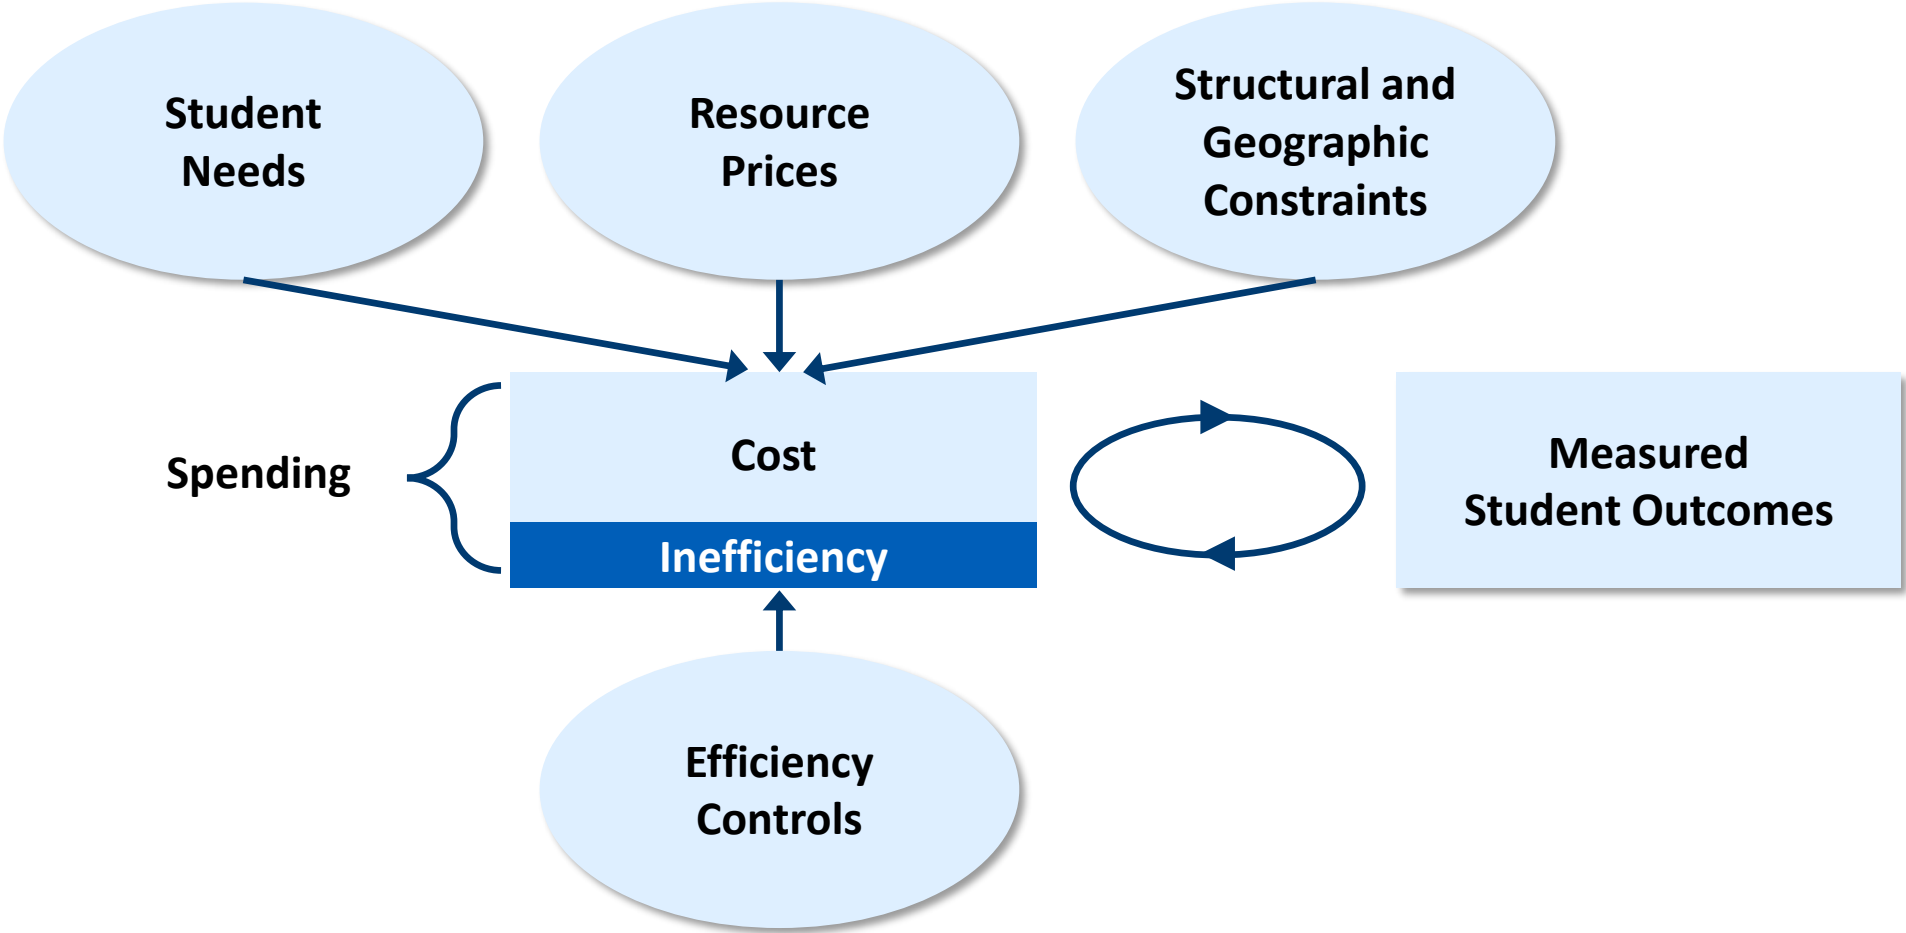 Student
Needs
Resource
Prices
Structural and
Geographic
Constraints
Spending
Cost
Inefficiency
Measured
Student Outcomes
Efficiency
Controls